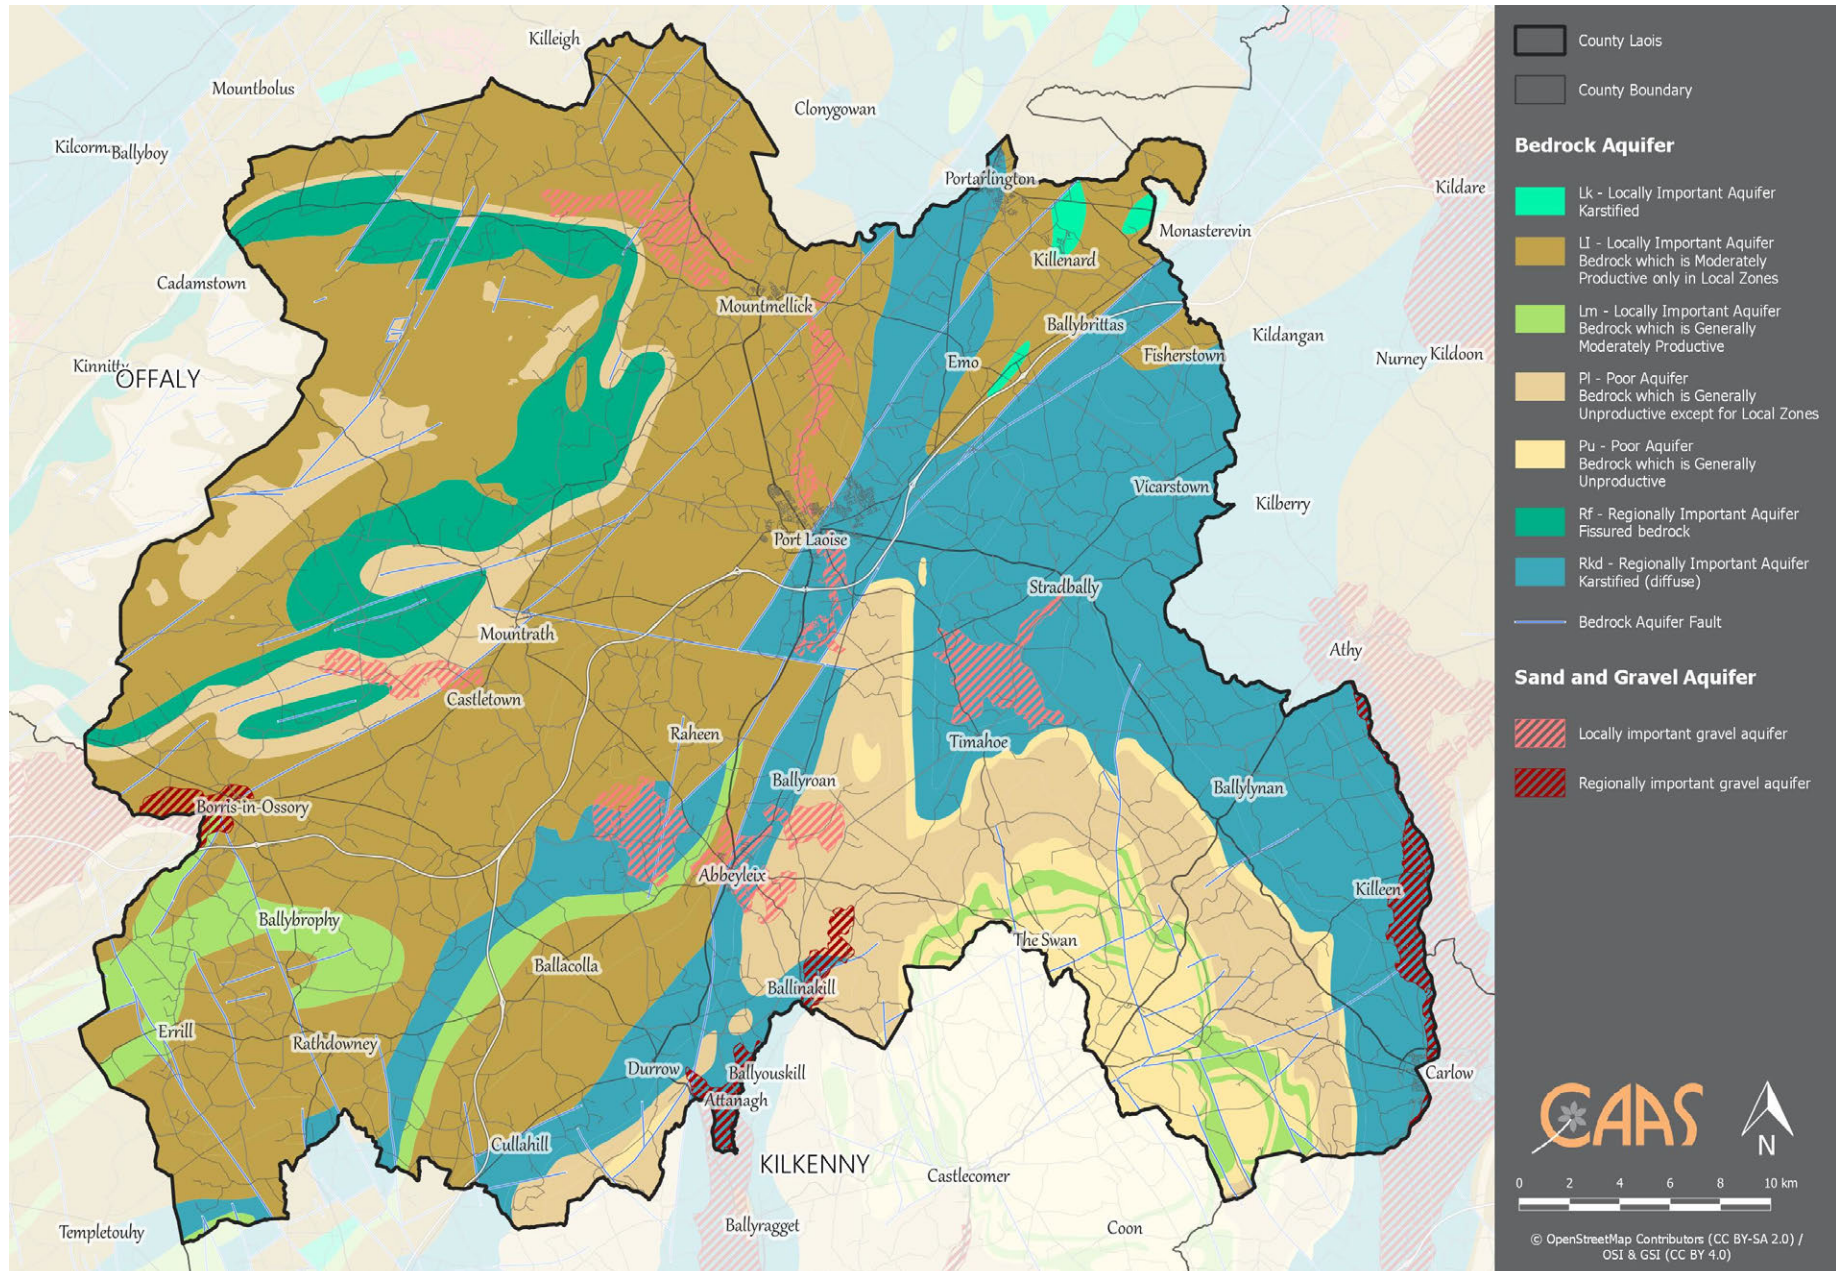 Killeigh
Mountbolus
Clonygowan
Kilcorm
Ballyboy
Portarlington
Kildare
Monasterevin
Killenard
Cadamstown
Mountmellick
Ballybrittas
Kildangan
Emo
Fisherstown
Nurney
Kildoon
Kinnitty
OFFALY
Vicarstown
Kilberry
Port Laoise
Stradbally
Mountrath
Athy
Castletown
Raheen
Timahoe
Ballyroan
Ballylynan
Borris-in-Ossory
Abbeyleix
Killeen
Ballybrophy
The Swan
Ballacolla
Ballinakill
Errill
Rathdowney
Durrow
Ballyouskill
Carlow
Attanagh
Cullahill
KILKENNY
Castlecomer
Templetouhy
Ballyragget
Coon
County Laois
County Boundary
Bedrock Aquifer
Lk - Locally Important Aquifer
Karstified
LI - Locally Important Aquifer
Bedrock which is Moderately
Productive only in Local Zones
Lm - Locally Important Aquifer
Bedrock which is Generally
Moderately Productive
Pl - Poor Aquifer
Bedrock which is Generally
Unproductive except for Local Zones
Pu - Poor Aquifer
Bedrock which is Generally
Unproductive
Rf - Regionally Important Aquifer
Fissured bedrock
Rkd - Regionally Important Aquifer
Karstified (diffuse)
Bedrock Aquifer Fault
Sand and Gravel Aquifer
Locally important gravel aquifer
Regionally important gravel aquifer
CAAS
N
0 2 4 6 8 10 km
© OpenStreetMap Contributors (CC BY-SA 2.0) /
OSI & GSI (CC BY 4.0)